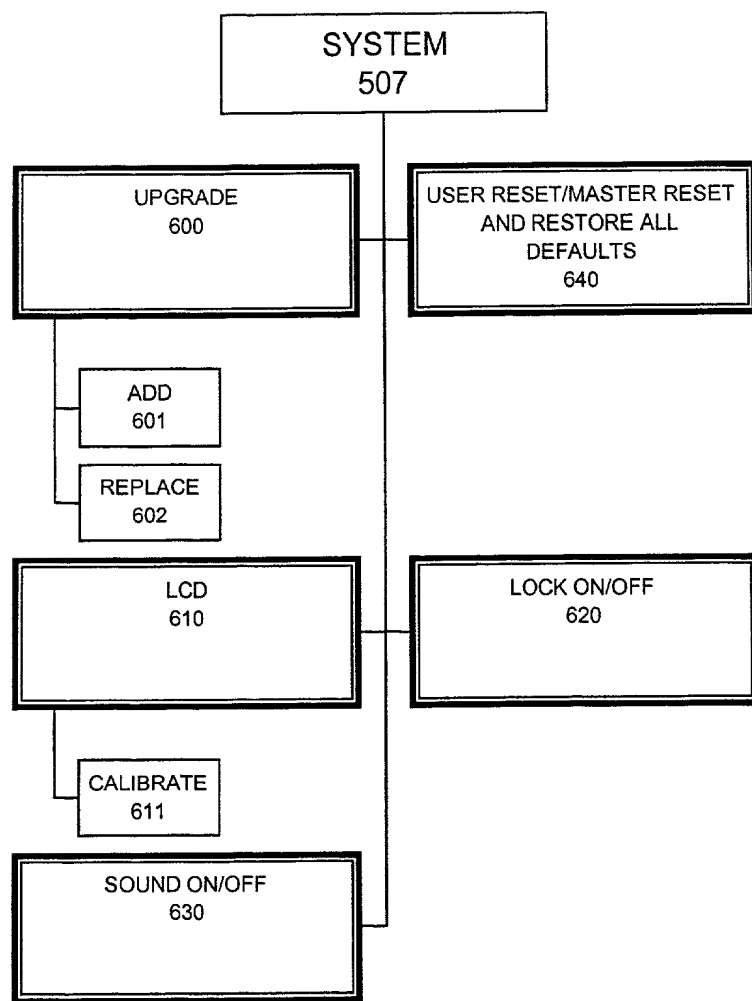 SYSTEM
507
UPGRADE
600
USER RESET/MASTER RESET
AND RESTORE ALL
DEFAULTS
640
ADD
601
REPLACE
602
LCD
610
LOCK ON/OFF
620
CALIBRATE
611
SOUND ON/OFF
630